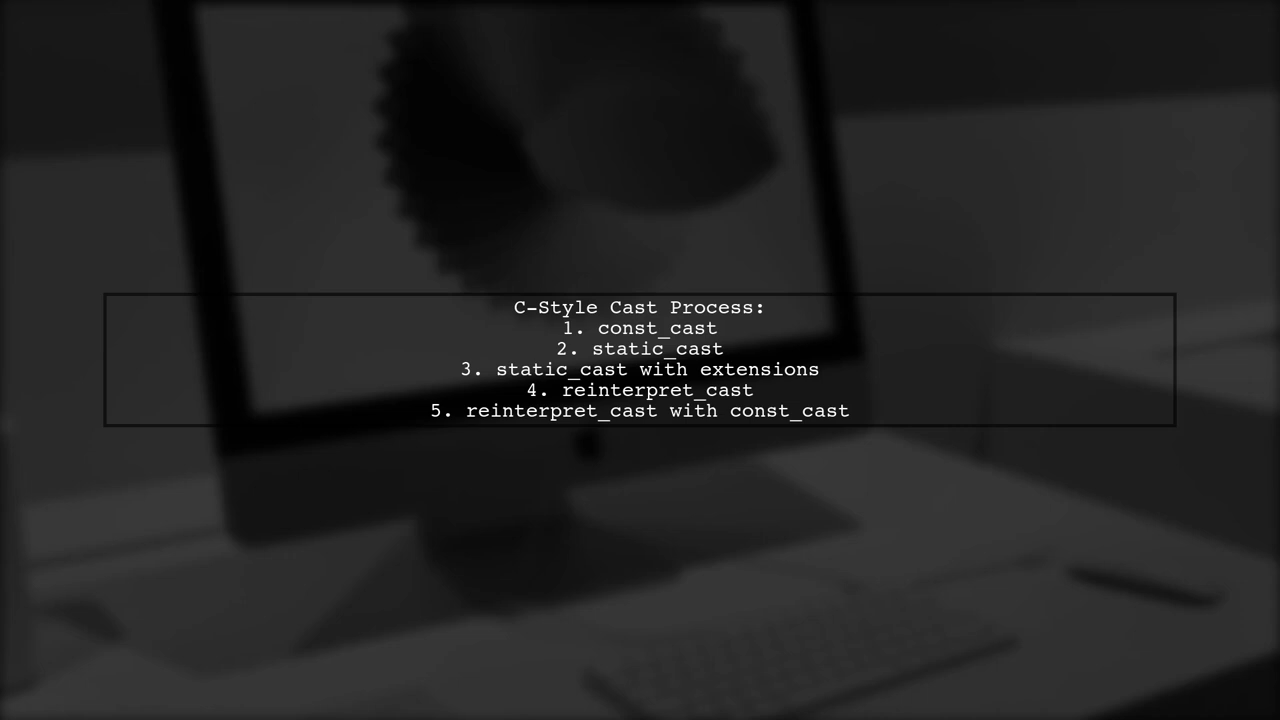 C-Style Cast Process:
1. const_cast
2. static_cast
3. static_cast with extensions
4. reinterpret_cast
5. reinterpret_cast with const_cast